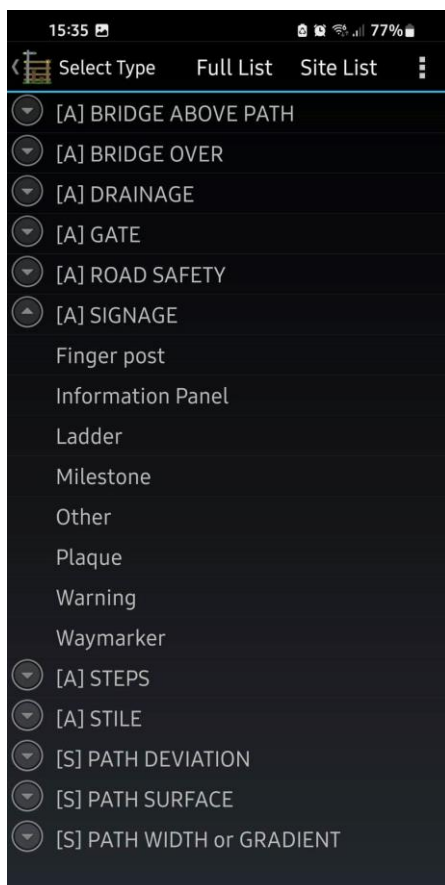 15:35 77%
Select Type Full List Site List
[A] BRIDGE ABOVE PATH
[A] BRIDGE OVER
[A] DRAINAGE
[A] GATE
[A] ROAD SAFETY
[A] SIGNAGE
Finger post
Information Panel
Ladder
Milestone
Other
Plaque
Warning
Waymarker
[A] STEPS
[A] STILE
[S] PATH DEVIATION
[S] PATH SURFACE
[S] PATH WIDTH or GRADIENT